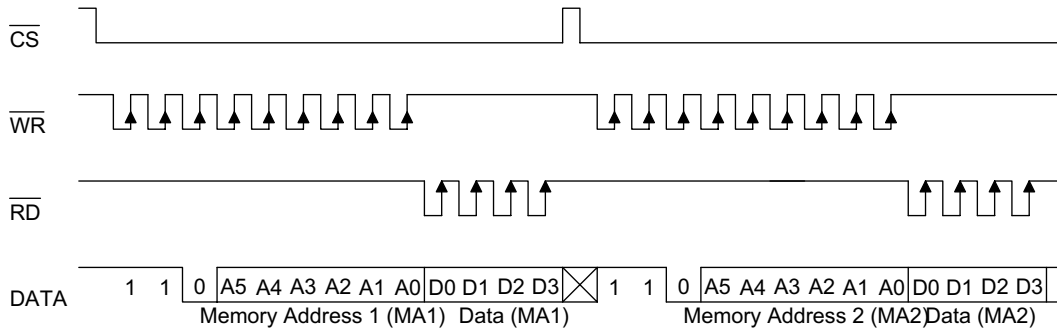 CS
WR
RD
DATA 1 1 0 A5 A4 A3 A2 A1 A0 D0 D1 D2 D3 1 1 0 A5 A4 A3 A2 A1 A0 D0 D1 D2 D3
Memory Address 1 (MA1) Data (MA1) Memory Address 2 (MA2) Data (MA2)